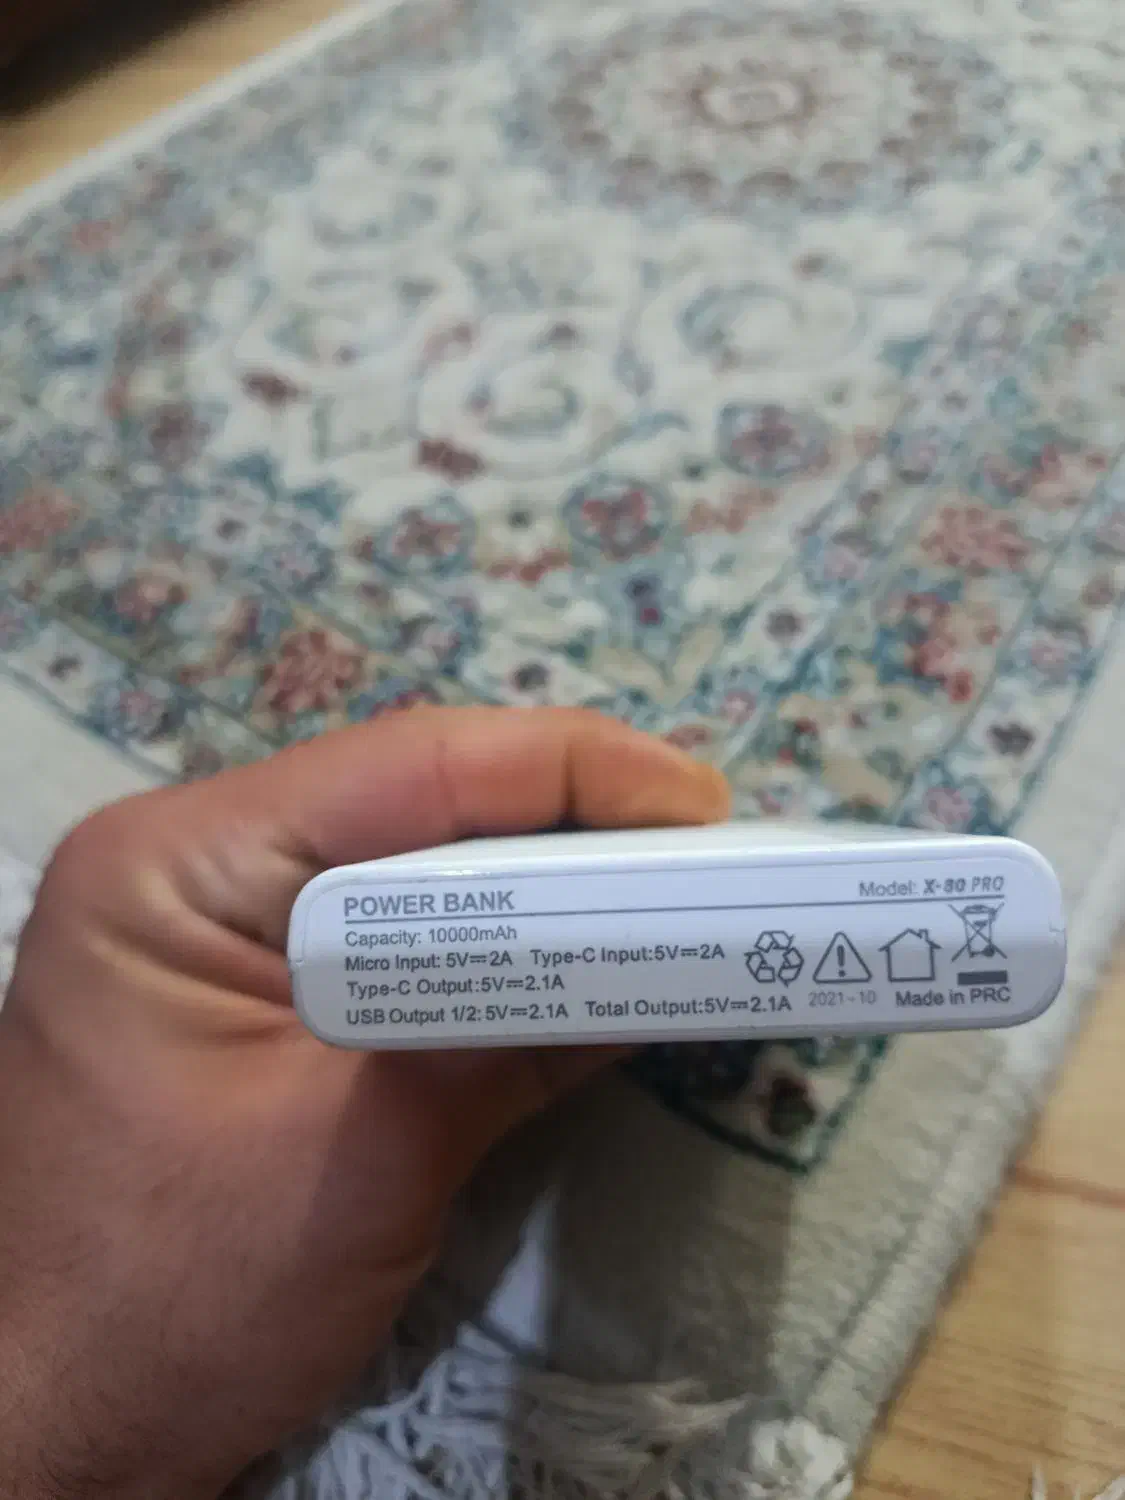 POWER BANK Model: X-80 PRO
Capacity: 10000mAh
Micro Input: 5V⎓2A Type-C Input:5V⎓2A
Type-C Output:5V⎓2.1A
USB Output 1/2: 5V⎓2.1A Total Output:5V⎓2.1A
2021-10 Made in PRC